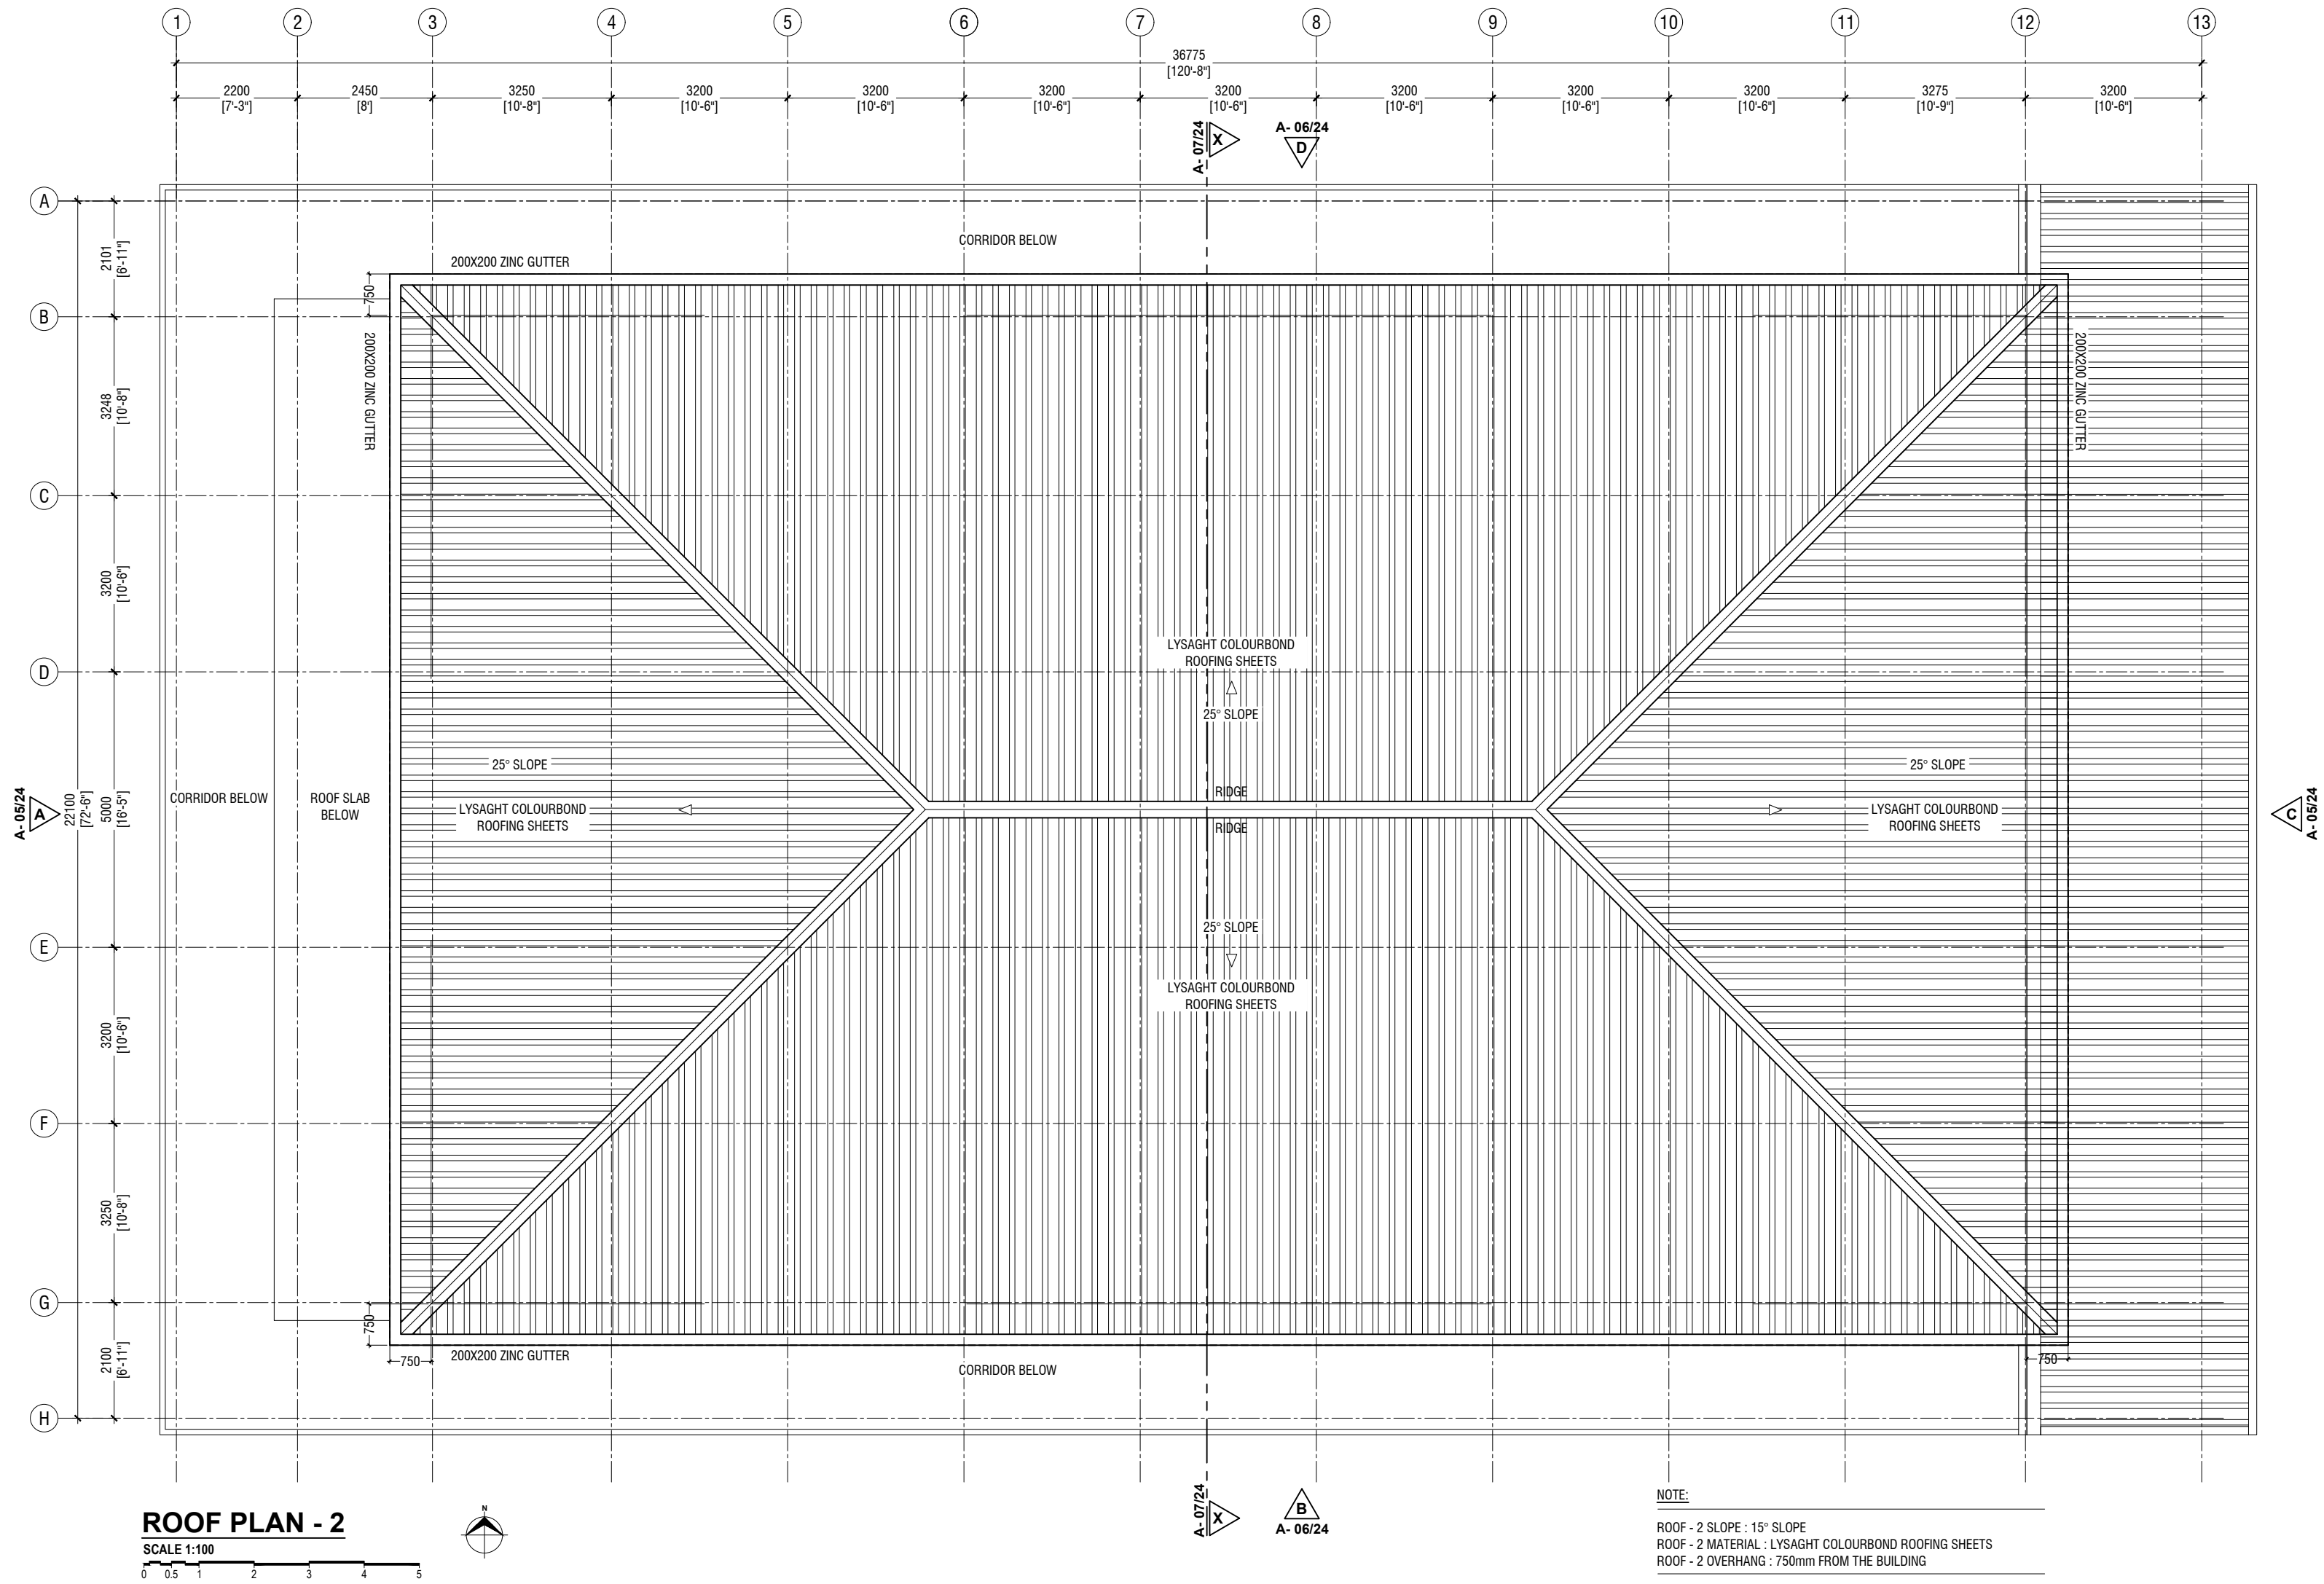 1 2 3 4 5 6 7 8 9 10 11 12 13
36775
[120'-8"]
2200 2450 3250 3200 3200 3200 3200 3200 3200 3200 3275 3200
[7'-3"] [8'] [10'-8"] [10'-6"] [10'-6"] [10'-6"] [10'-6"] [10'-6"] [10'-6"] [10'-6"] [10'-9"] [10'-6"]
A- 07/24
X
A- 06/24
D
A
B
C
D
E
F
G
H
2101
[6'-11"]
3248
[10'-8"]
3200
[10'-6"]
5000
[16'-5"]
3200
[10'-6"]
3250
[10'-8"]
2100
[6'-11"]
22100
[72'-6"]
A- 05/24
A
CORRIDOR BELOW
200X200 ZINC GUTTER
750
200X200 ZINC GUTTER
200X200 ZINC GUTTER
LYSAGHT COLOURBOND
ROOFING SHEETS
25° SLOPE
25° SLOPE
25° SLOPE
CORRIDOR BELOW
ROOF SLAB
BELOW
LYSAGHT COLOURBOND
ROOFING SHEETS
RIDGE
RIDGE
LYSAGHT COLOURBOND
ROOFING SHEETS
C
A- 05/24
25° SLOPE
LYSAGHT COLOURBOND
ROOFING SHEETS
750
750
200X200 ZINC GUTTER
CORRIDOR BELOW
750
A- 07/24
X
B
A- 06/24
ROOF PLAN - 2
SCALE 1:100
0 0.5 1 2 3 4 5
N
NOTE:
ROOF - 2 SLOPE : 15° SLOPE
ROOF - 2 MATERIAL : LYSAGHT COLOURBOND ROOFING SHEETS
ROOF - 2 OVERHANG : 750mm FROM THE BUILDING